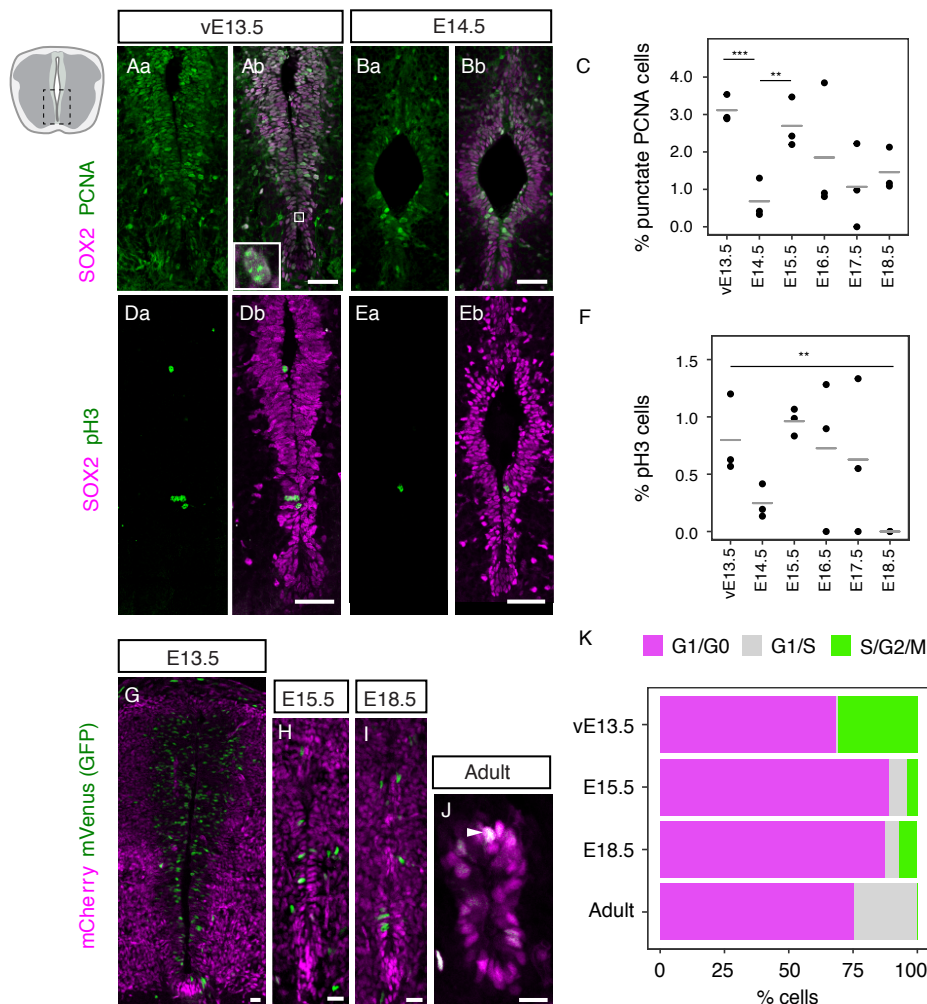 vE13.5
E14.5
SOX2 PCNA
Aa
Ab
Ba
Bb
C
% punctate PCNA cells
4.0
3.0
2.0
1.0
0.0
***
**
vE13.5
E14.5
E15.5
E16.5
E17.5
E18.5
SOX2 pH3
Da
Db
Ea
Eb
F
% pH3 cells
1.5
1.0
0.5
0.0
**
vE13.5
E14.5
E15.5
E16.5
E17.5
E18.5
mCherry mVenus (GFP)
E13.5
G
E15.5
H
E18.5
I
Adult
J
K
G1/G0
G1/S
S/G2/M
vE13.5
E15.5
E18.5
Adult
0
25
50
75
100
% cells